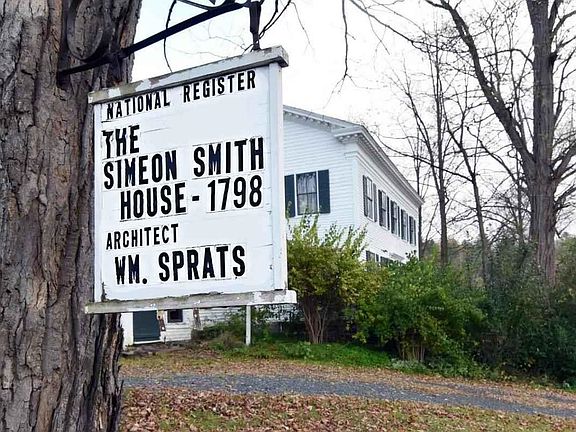 NATIONAL REGISTER
THE
SIMEON SMITH
HOUSE - 1798
ARCHITECT
WM. SPRATS